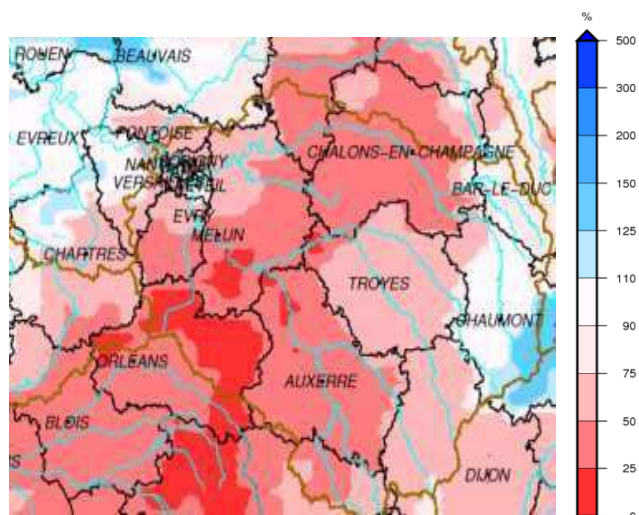 %
500
300
200
150
125
110
90
75
50
25
ROUEN
BEAUVAIS
EVREUX
PONTOISE
CHALONS-EN-CHAMPAGNE
BAR-LE-DUC
EVRY
MELUN
CHARTRES
TROYES
CHAUMONT
ORLEANS
AUXERRE
BLOIS
DIJON